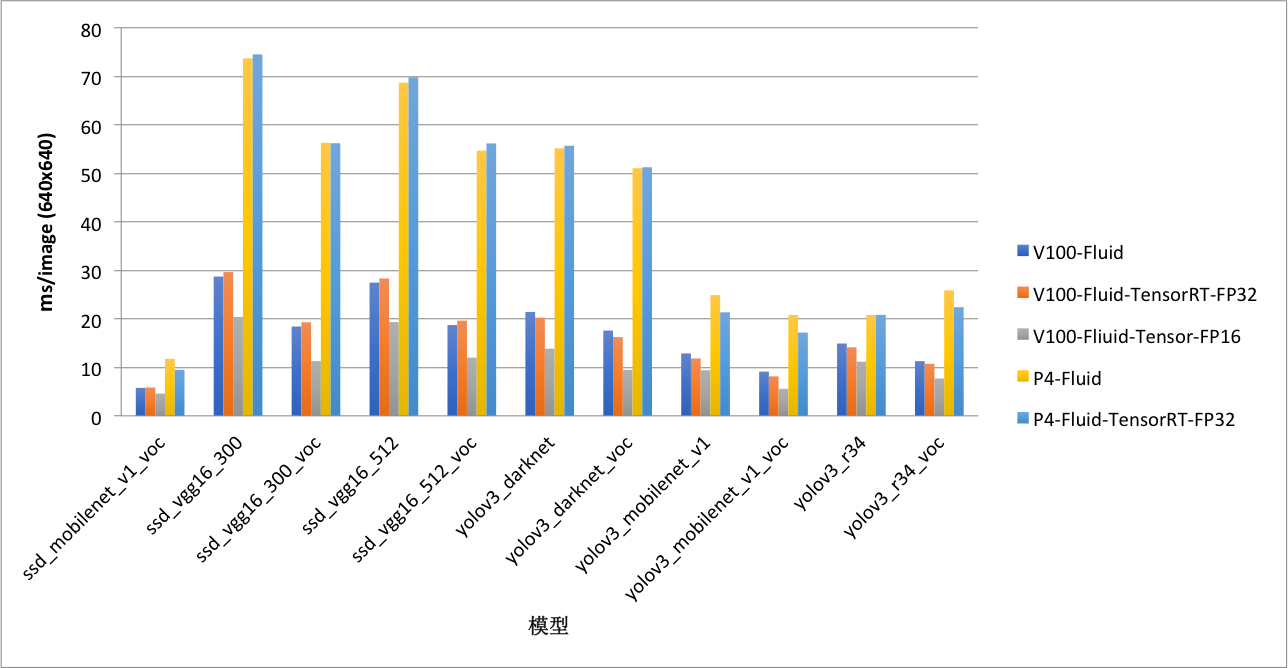 80
70
60
50
40
30
20
10
0
ms/image (640x640)
ssd_mobilenet_v1_voc
ssd_vgg16_300
ssd_vgg16_300_voc
ssd_vgg16_512
ssd_vgg16_512_voc
yolov3_darknet
yolov3_darknet_voc
yolov3_mobilenet_v1
yolov3_mobilenet_v1_voc
yolov3_r34
yolov3_r34_voc
模型
V100-Fluid
V100-Fluid-TensorRT-FP32
V100-Fliuid-Tensor-FP16
P4-Fluid
P4-Fluid-TensorRT-FP32